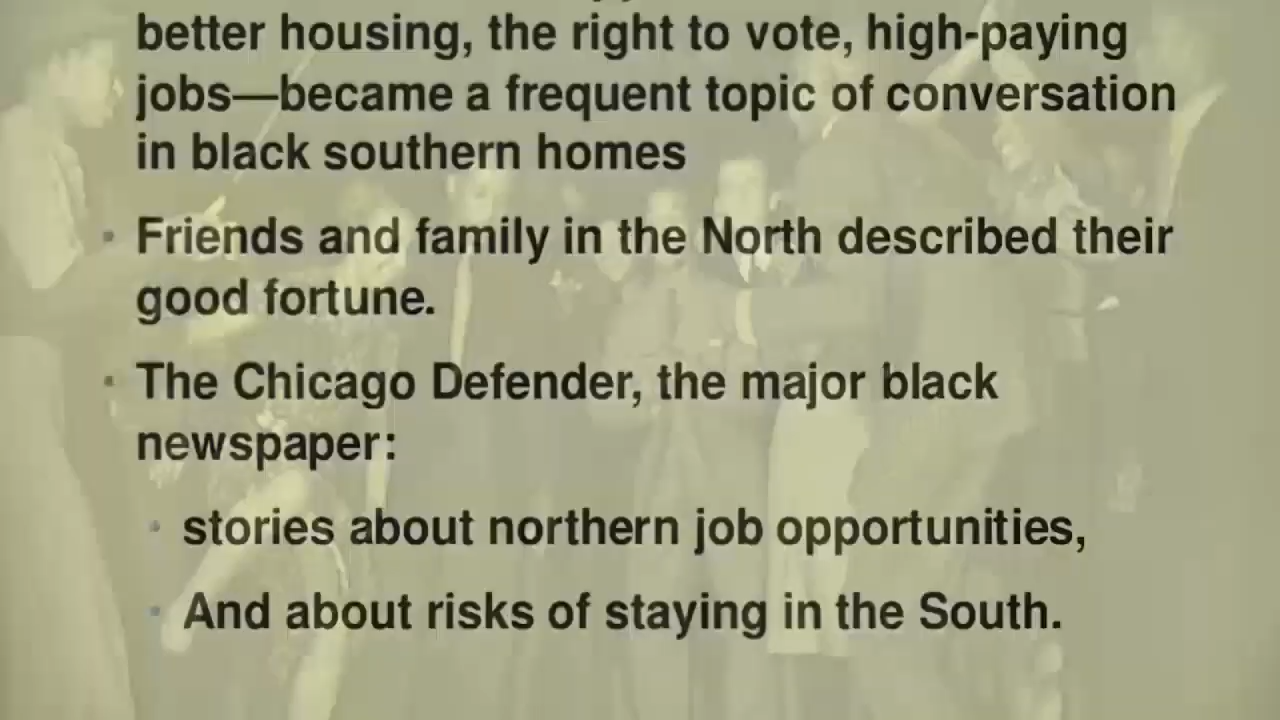 better housing, the right to vote, high-paying
jobs—became a frequent topic of conversation
in black southern homes
Friends and family in the North described their
good fortune.
The Chicago Defender, the major black
newspaper:
stories about northern job opportunities,
And about risks of staying in the South.